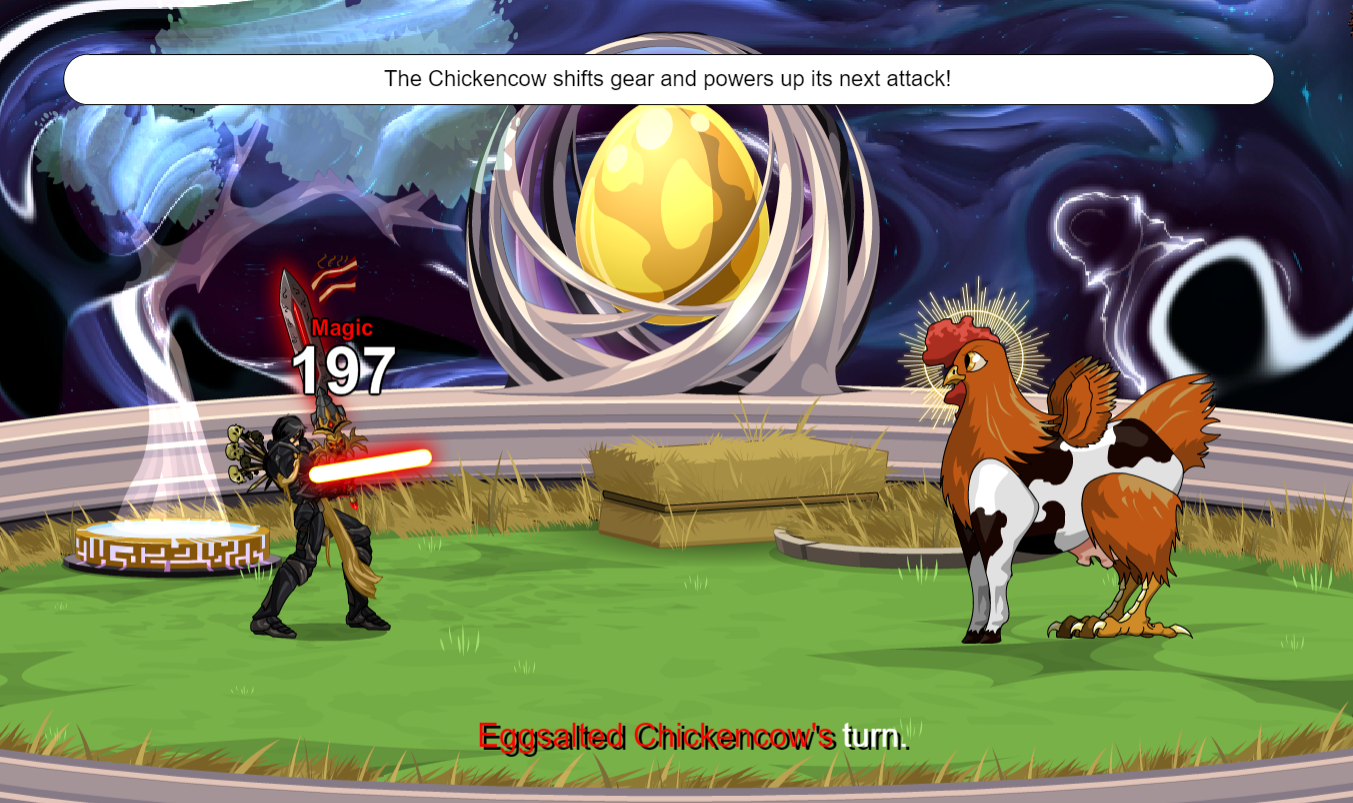 The Chickencow shifts gear and powers up its next attack!
Magic
197
Eggsalted Chickencow's turn.